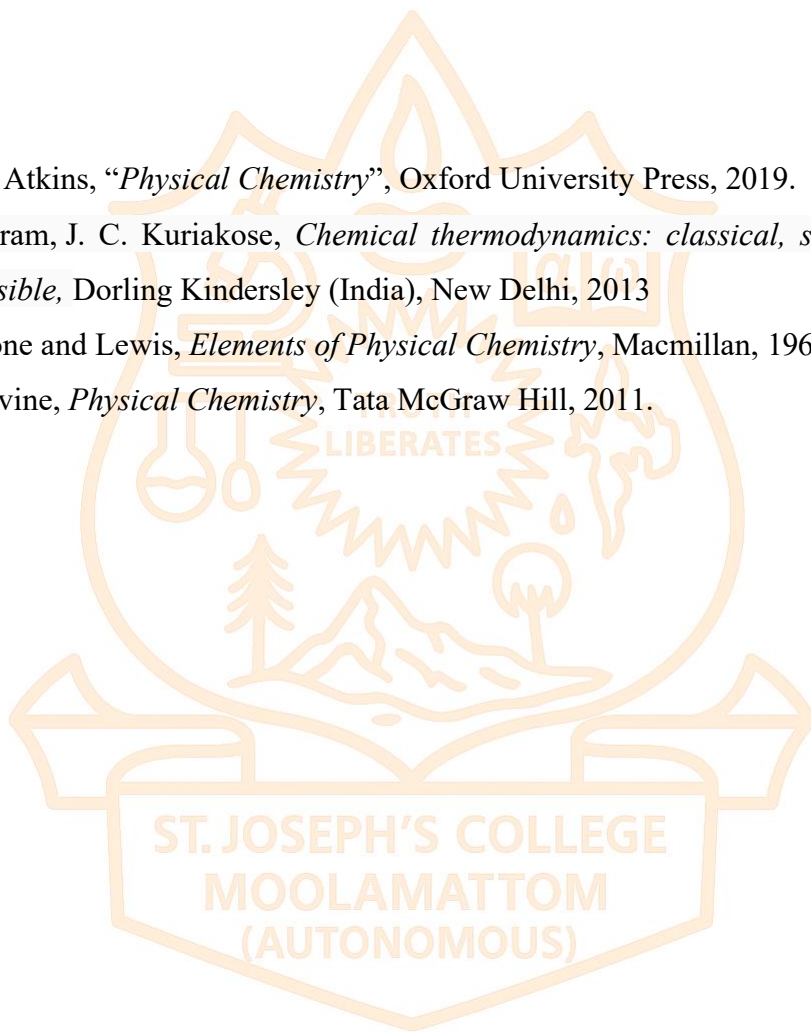 Atkins, “Physical Chemistry”, Oxford University Press, 2019.
ram, J. C. Kuriakose, Chemical thermodynamics: classical, s
sible, Dorling Kindersley (India), New Delhi, 2013
one and Lewis, Elements of Physical Chemistry, Macmillan, 196
vine, Physical Chemistry, Tata McGraw Hill, 2011.
TRUTH
LIBERATES
αω
ST. JOSEPH’S COLLEGE
MOOLAMATTOM
(AUTONOMOUS)